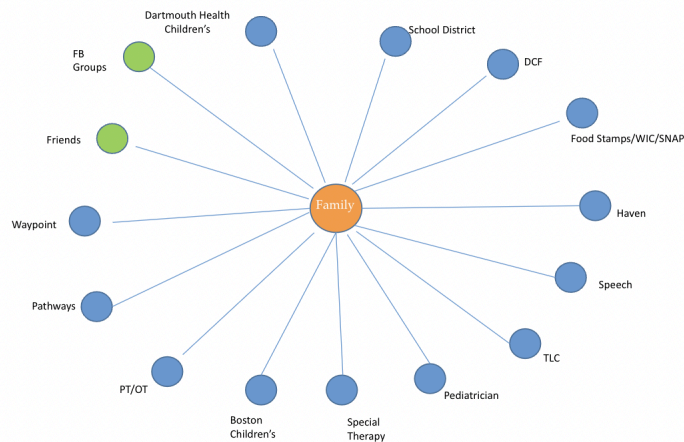 Dartmouth Health
Children's
School District
FB
Groups
DCF
Friends
Food Stamps/WIC/SNAP
Family
Waypoint
Haven
Pathways
Speech
TLC
PT/OT
Pediatrician
Boston
Children's
Special
Therapy